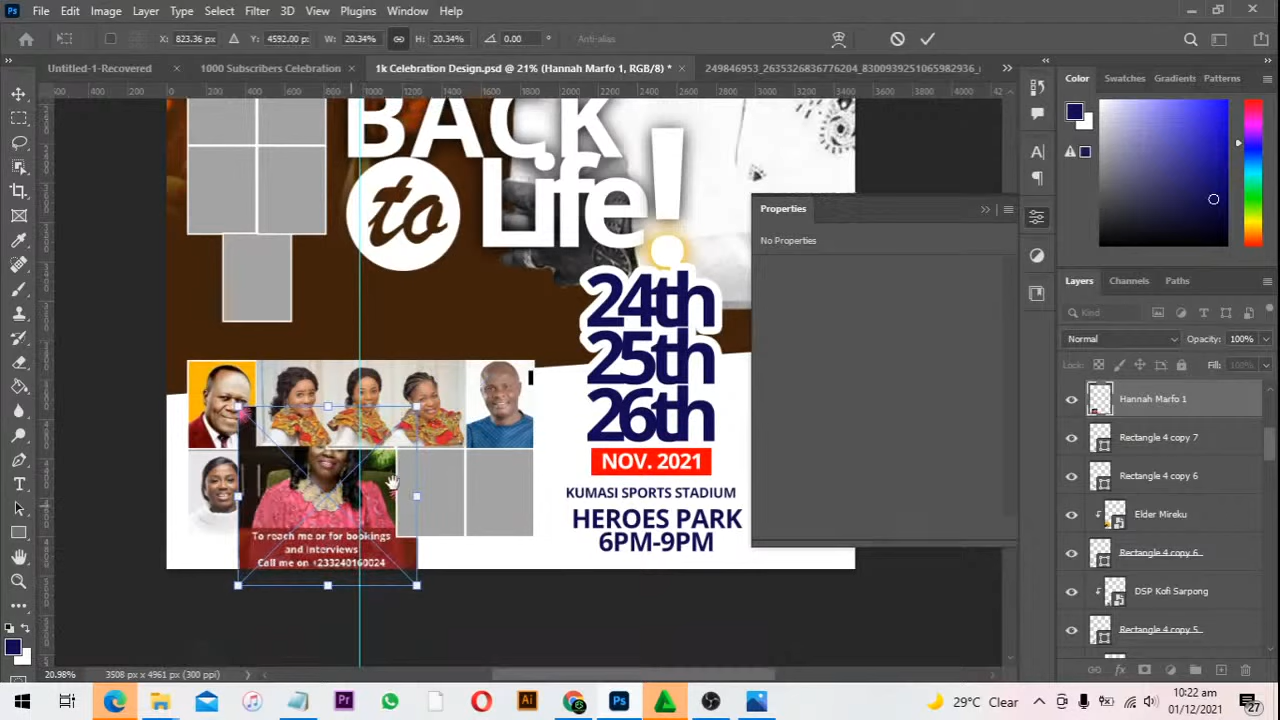 File Edit Image Layer Type Select Filter 3D View Plugins Window Help
X: 823.36 px Y: 4592.00 px W: 20.34% H: 20.34% 0.00 ° Anti-alias
Untitled-1-Recovered × 1000 Subscribers Celebration × 1k Celebration Design.psd @ 21% (Hannah Marfo 1, RGB/8) * ×
BACK
to Life!
24th
25th
26th
NOV. 2021
KUMASI SPORTS STADIUM
HEROES PARK
6PM-9PM
To reach me or for bookings
and Interviews
Call me on +233240160024
Properties
No Properties
Color Swatches Gradients Patterns
Layers Channels Paths
Kind
Normal Opacity: 100%
Lock: Fill: 100%
Hannah Marfo 1
Rectangle 4 copy 7
Rectangle 4 copy 6
Elder Mireku
Rectangle 4 copy 6
DSP Kofi Sarpong
Rectangle 4 copy 5
20.98% 3508 px x 4961 px (300 ppi)
29°C Clear
10:22 am
01/12/2021
27